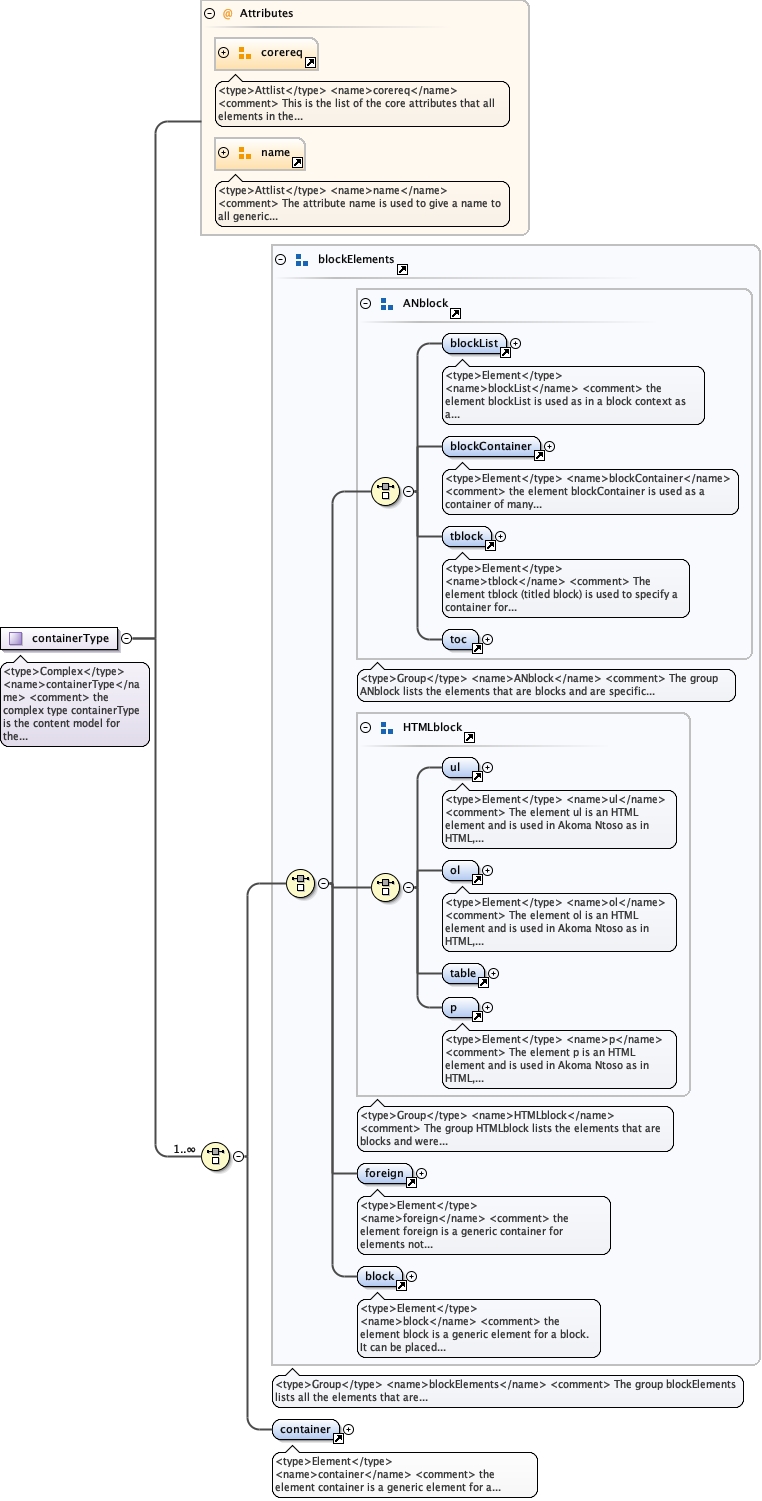 @ Attributes
corereq
<type>Attlist</type> <name>corereq</name>
<comment> This is the list of the core attributes that all
elements in the...
name
<type>Attlist</type> <name>name</name>
<comment> The attribute name is used to give a name to
all generic...
blockElements
ANblock
blockList
<type>Element</type>
<name>blockList</name> <comment> the
element blockList is used as in a block context as
a...
blockContainer
<type>Element</type> <name>blockContainer</name>
<comment> the element blockContainer is used as a
container of many...
tblock
<type>Element</type>
<name>tblock</name> <comment> The
element tblock (titled block) is used to specify a
container for...
toc
<type>Group</type> <name>ANblock</name> <comment> The group
ANblock lists the elements that are blocks and are specific...
containerType
<type>Complex</type>
<name>containerType</na
me> <comment> the
complex type containerType
is the content model for
the...
HTMLblock
ul
<type>Element</type> <name>ul</name>
<comment> The element ul is an HTML
element and is used in Akoma Ntoso as in
HTML,...
ol
<type>Element</type> <name>ol</name>
<comment> The element ol is an HTML
element and is used in Akoma Ntoso as in
HTML,...
table
p
<type>Element</type> <name>p</name>
<comment> The element p is an HTML
element and is used in Akoma Ntoso as in
HTML,...
<type>Group</type> <name>HTMLblock</name>
<comment> The group HTMLblock lists the elements that are
blocks and were...
1..∞
foreign
<type>Element</type>
<name>foreign</name> <comment> the
element foreign is a generic container for
elements not...
block
<type>Element</type>
<name>block</name> <comment> the
element block is a generic element for a block.
It can be placed...
<type>Group</type> <name>blockElements</name> <comment> The group blockElements
lists all the elements that are...
container
<type>Element</type>
<name>container</name> <comment> the
element container is a generic element for a...